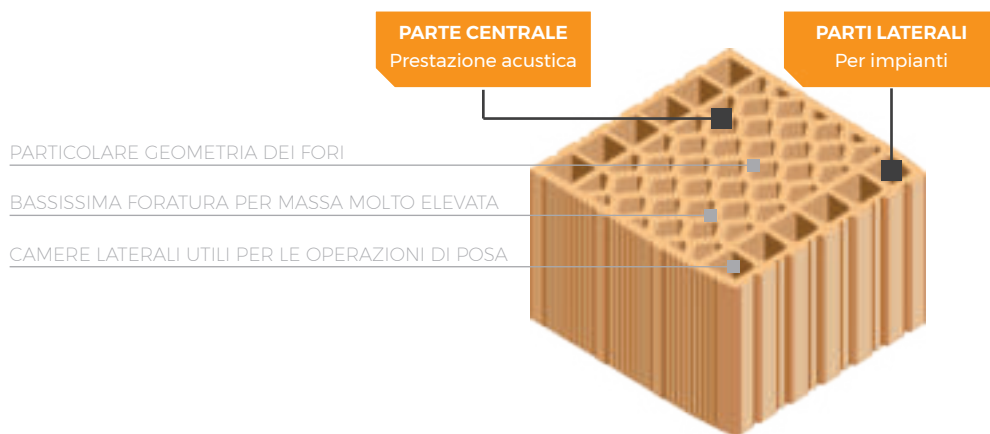 PARTE CENTRALE
Prestazione acustica
PARTI LATERALI
Per impianti
PARTICOLARE GEOMETRIA DEI FORI
BASSISSIMA FORATURA PER MASSA MOLTO ELEVATA
CAMERE LATERALI UTILI PER LE OPERAZIONI DI POSA